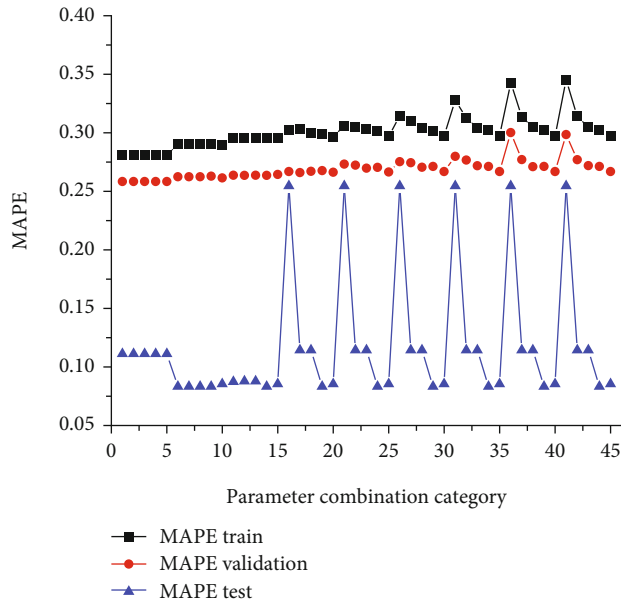 0.40
0.35
0.30
0.25
0.20
0.15
0.10
0.05
MAPE
0 5 10 15 20 25 30 35 40 45
Parameter combination category
MAPE train
MAPE validation
MAPE test